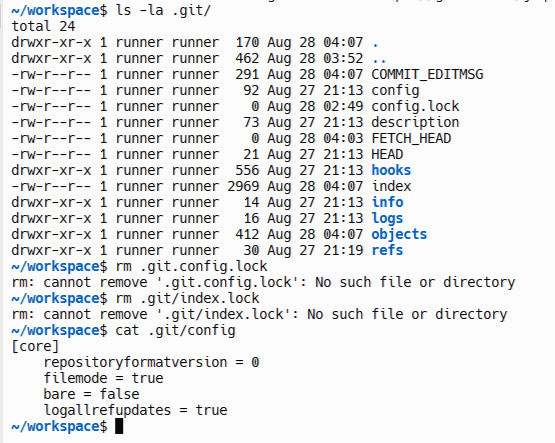 ~/workspace$ ls -la .git/
total 24
drwxr-xr-x 1 runner runner  170 Aug 28 04:07 .
drwxr-xr-x 1 runner runner  462 Aug 28 03:52 ..
-rw-r--r-- 1 runner runner  291 Aug 28 04:07 COMMIT_EDITMSG
-rw-r--r-- 1 runner runner   92 Aug 27 21:13 config
-rw-r--r-- 1 runner runner    0 Aug 28 02:49 config.lock
-rw-r--r-- 1 runner runner   73 Aug 27 21:13 description
-rw-r--r-- 1 runner runner    0 Aug 28 04:03 FETCH_HEAD
-rw-r--r-- 1 runner runner   21 Aug 27 21:13 HEAD
drwxr-xr-x 1 runner runner  556 Aug 27 21:13 hooks
-rw-r--r-- 1 runner runner 2969 Aug 28 04:07 index
drwxr-xr-x 1 runner runner   14 Aug 27 21:13 info
drwxr-xr-x 1 runner runner   16 Aug 27 21:13 logs
drwxr-xr-x 1 runner runner  412 Aug 28 04:07 objects
drwxr-xr-x 1 runner runner   30 Aug 27 21:19 refs
~/workspace$ rm .git.config.lock
rm: cannot remove '.git.config.lock': No such file or directory
~/workspace$ rm .git/index.lock
rm: cannot remove '.git/index.lock': No such file or directory
~/workspace$ cat .git/config
[core]
    repositoryformatversion = 0
    filemode = true
    bare = false
    logallrefupdates = true
~/workspace$